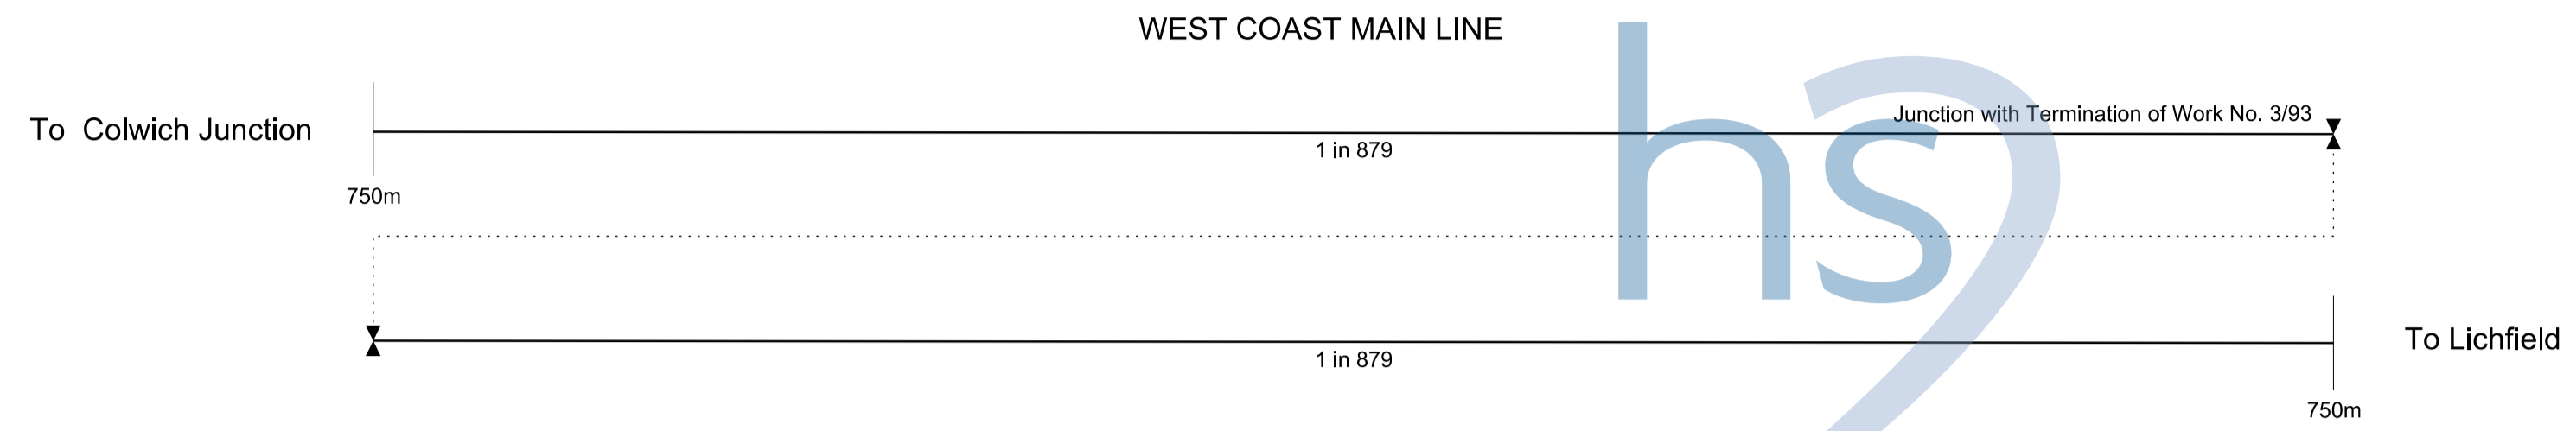 WEST COAST MAIN LINE
To Colwich Junction
Junction with Termination of Work No. 3/93
1 in 879
750m
hs2
1 in 879
To Lichfield
750m